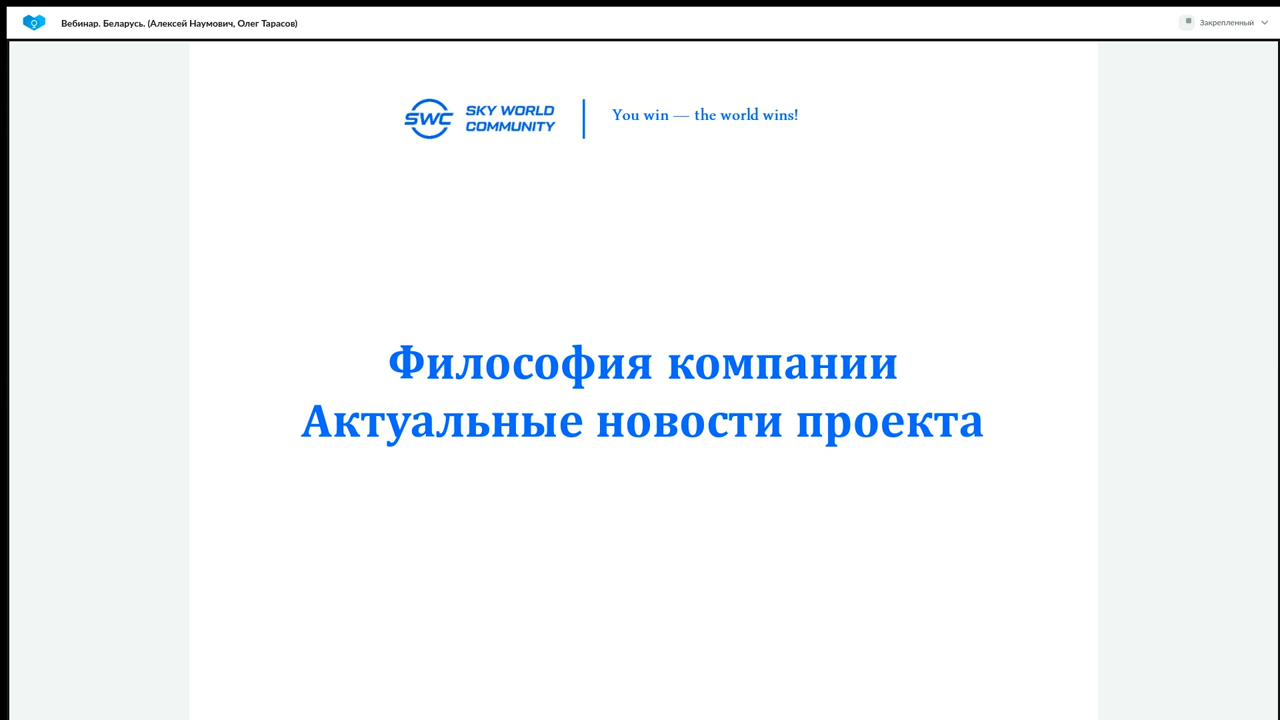 Вебинар. Беларусь. (Алексей Наумович, Олег Тарасов)
Закрепленный
SWC
SKY WORLD
COMMUNITY
You win — the world wins!
Философия компании
Актуальные новости проекта